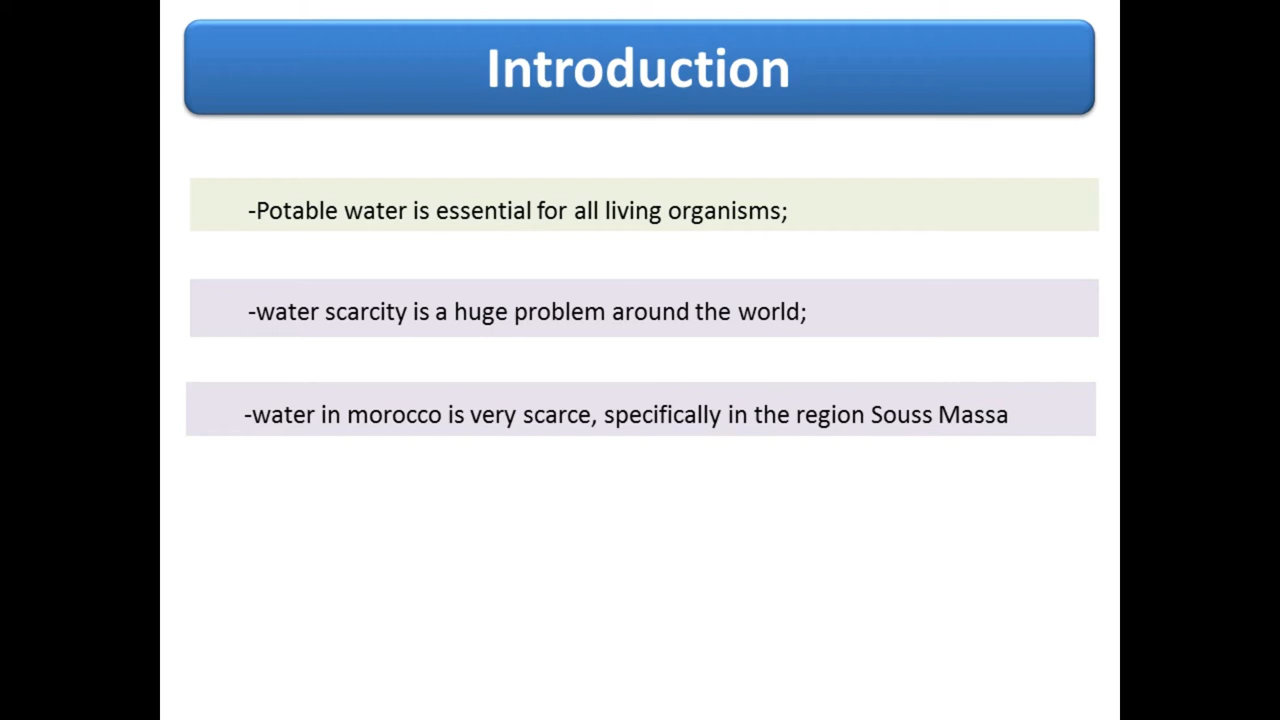 Introduction
-Potable water is essential for all living organisms;
-water scarcity is a huge problem around the world;
-water in morocco is very scarce, specifically in the region Souss Massa